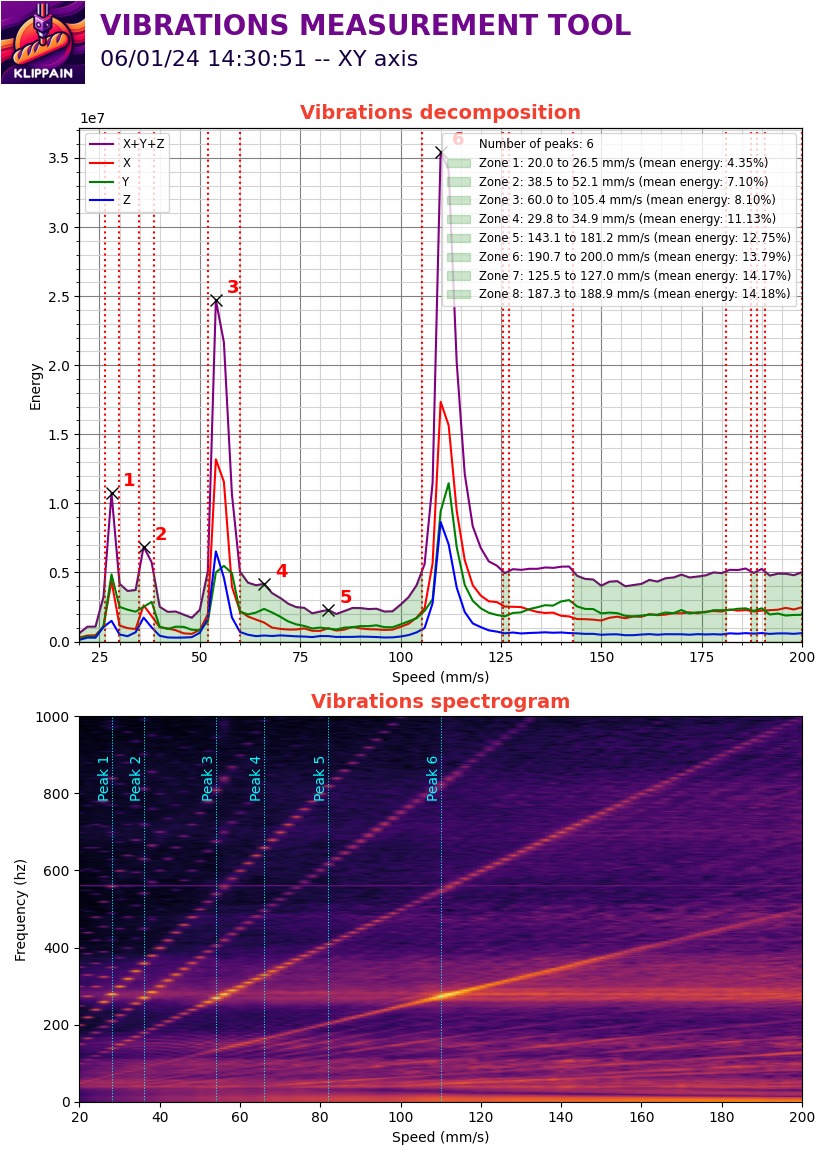 KLIPPAIN
VIBRATIONS MEASUREMENT TOOL
06/01/24 14:30:51 -- XY axis
Vibrations decomposition
1e7
X+Y+Z
X
Y
Z
6
Number of peaks: 6
Zone 1: 20.0 to 26.5 mm/s (mean energy: 4.35%)
Zone 2: 38.5 to 52.1 mm/s (mean energy: 7.10%)
Zone 3: 60.0 to 105.4 mm/s (mean energy: 8.10%)
Zone 4: 29.8 to 34.9 mm/s (mean energy: 11.13%)
Zone 5: 143.1 to 181.2 mm/s (mean energy: 12.75%)
Zone 6: 190.7 to 200.0 mm/s (mean energy: 13.79%)
Zone 7: 125.5 to 127.0 mm/s (mean energy: 14.17%)
Zone 8: 187.3 to 188.9 mm/s (mean energy: 14.18%)
3.5
3.0
2.5
2.0
1.5
1.0
0.5
0.0
Energy
3
1
2
4
5
25 50 75 100 125 150 175 200
Speed (mm/s)
Vibrations spectrogram
1000
800
600
400
200
0
Frequency (hz)
Peak 1
Peak 2
Peak 3
Peak 4
Peak 5
Peak 6
20 40 60 80 100 120 140 160 180 200
Speed (mm/s)